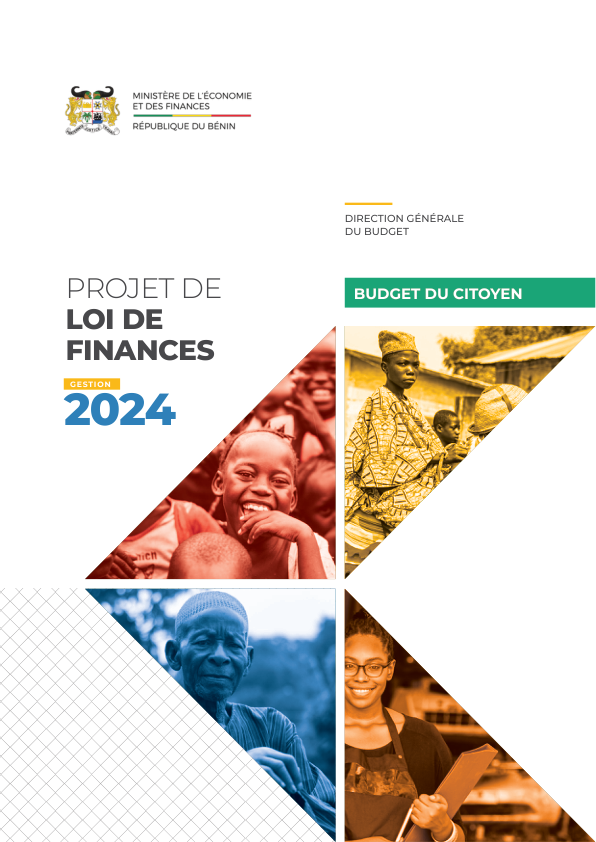 MINISTÈRE DE L'ÉCONOMIE
ET DES FINANCES
RÉPUBLIQUE DU BÉNIN
DIRECTION GÉNÉRALE
DU BUDGET
PROJET DE
LOI DE
FINANCES
GESTION
2024
BUDGET DU CITOYEN